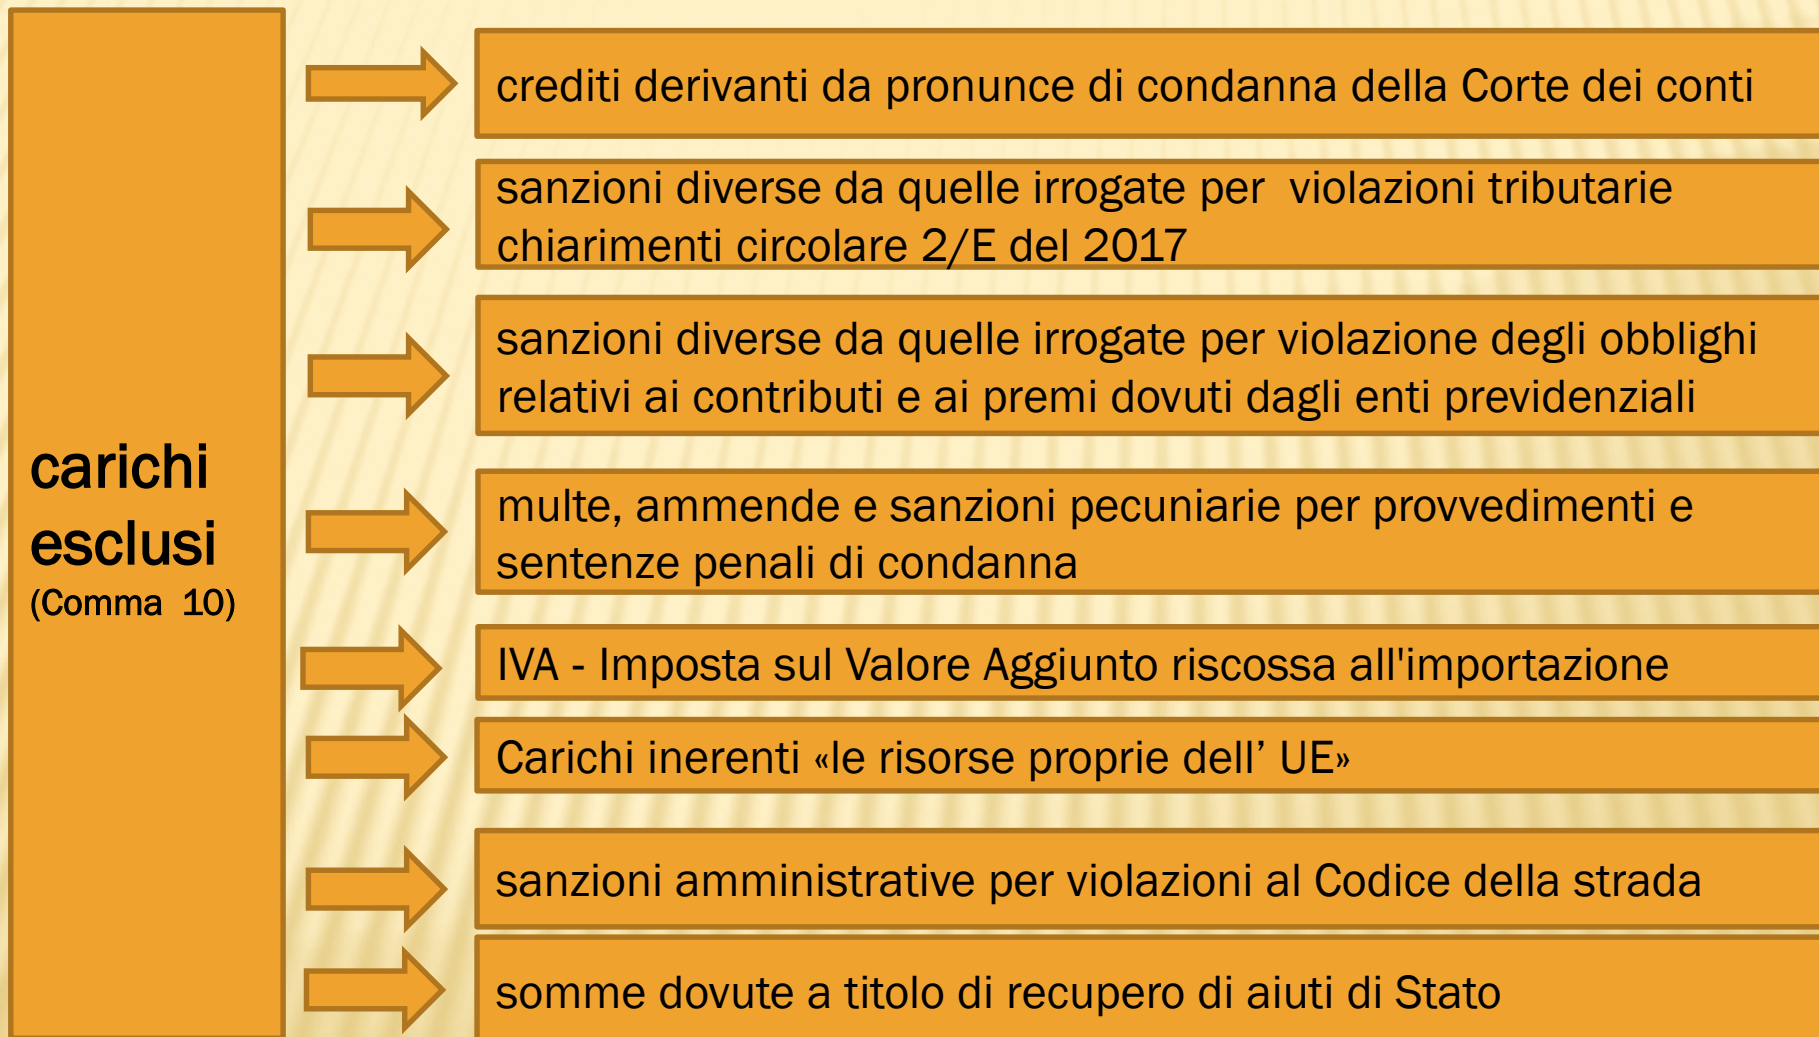 carichi
esclusi
(Comma 10)
crediti derivanti da pronunce di condanna della Corte dei conti
sanzioni diverse da quelle irrogate per violazioni tributarie
chiarimenti circolare 2/E del 2017
sanzioni diverse da quelle irrogate per violazione degli obblighi
relativi ai contributi e ai premi dovuti dagli enti previdenziali
multe, ammende e sanzioni pecuniarie per provvedimenti e
sentenze penali di condanna
IVA - Imposta sul Valore Aggiunto riscossa all'importazione
Carichi inerenti «le risorse proprie dell’ UE»
sanzioni amministrative per violazioni al Codice della strada
somme dovute a titolo di recupero di aiuti di Stato